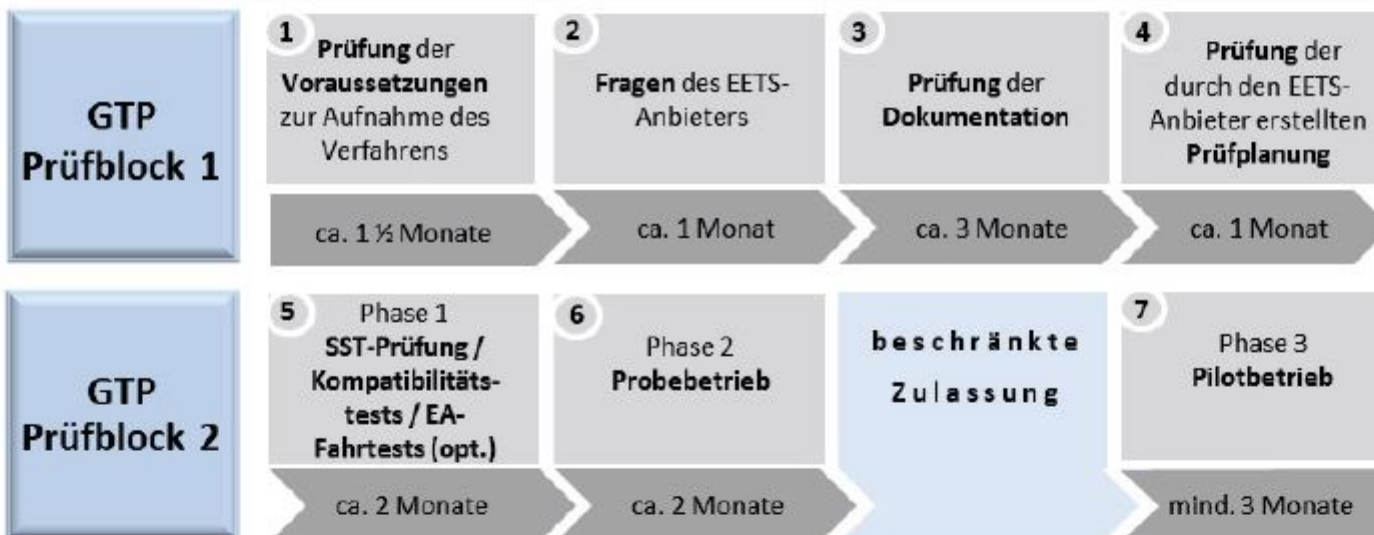 GTP
Prüfblock 1
1
Prüfung der
Voraussetzungen
zur Aufnahme des
Verfahrens
ca. 1 ½ Monate
2
Fragen des EETS-
Anbieters
ca. 1 Monat
3
Prüfung der
Dokumentation
ca. 3 Monate
4
Prüfung der
durch den EETS-
Anbieter erstellten
Prüfplanung
ca. 1 Monat
GTP
Prüfblock 2
5
Phase 1
SST-Prüfung /
Kompatibilitäts-
tests / EA-
Fahrtests (opt.)
ca. 2 Monate
6
Phase 2
Probebetrieb
ca. 2 Monate
beschränkte
Zulassung
7
Phase 3
Pilotbetrieb
mind. 3 Monate